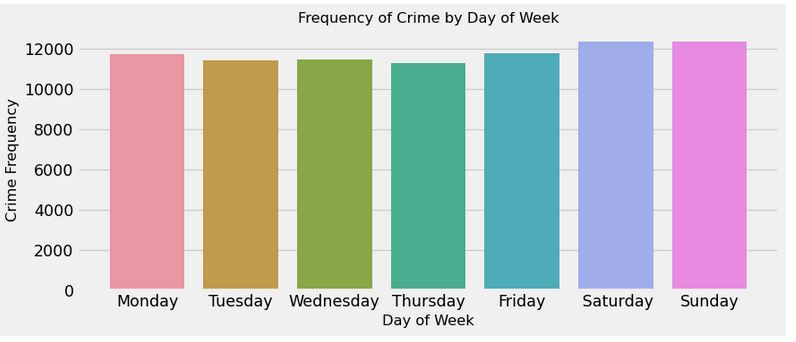 Frequency of Crime by Day of Week
Crime Frequency
12000
10000
8000
6000
4000
2000
0
Monday Tuesday Wednesday Thursday Friday Saturday Sunday
Day of Week